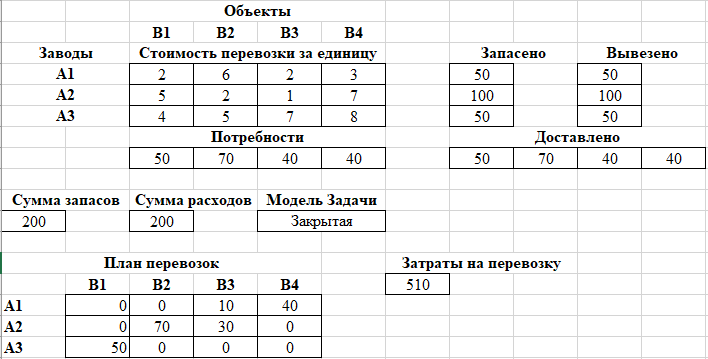 Объекты
B1 B2 B3 B4
Заводы Стоимость перевозки за единицу Запасено Вывезено
A1 2 6 2 3 50 50
A2 5 2 1 7 100 100
A3 4 5 7 8 50 50
Потребности Доставлено
50 70 40 40 50 70 40 40
Сумма запасов Сумма расходов Модель Задачи
200 200 Закрытая
План перевозок Затраты на перевозку
B1 B2 B3 B4 510
A1 0 0 10 40
A2 0 70 30 0
A3 50 0 0 0